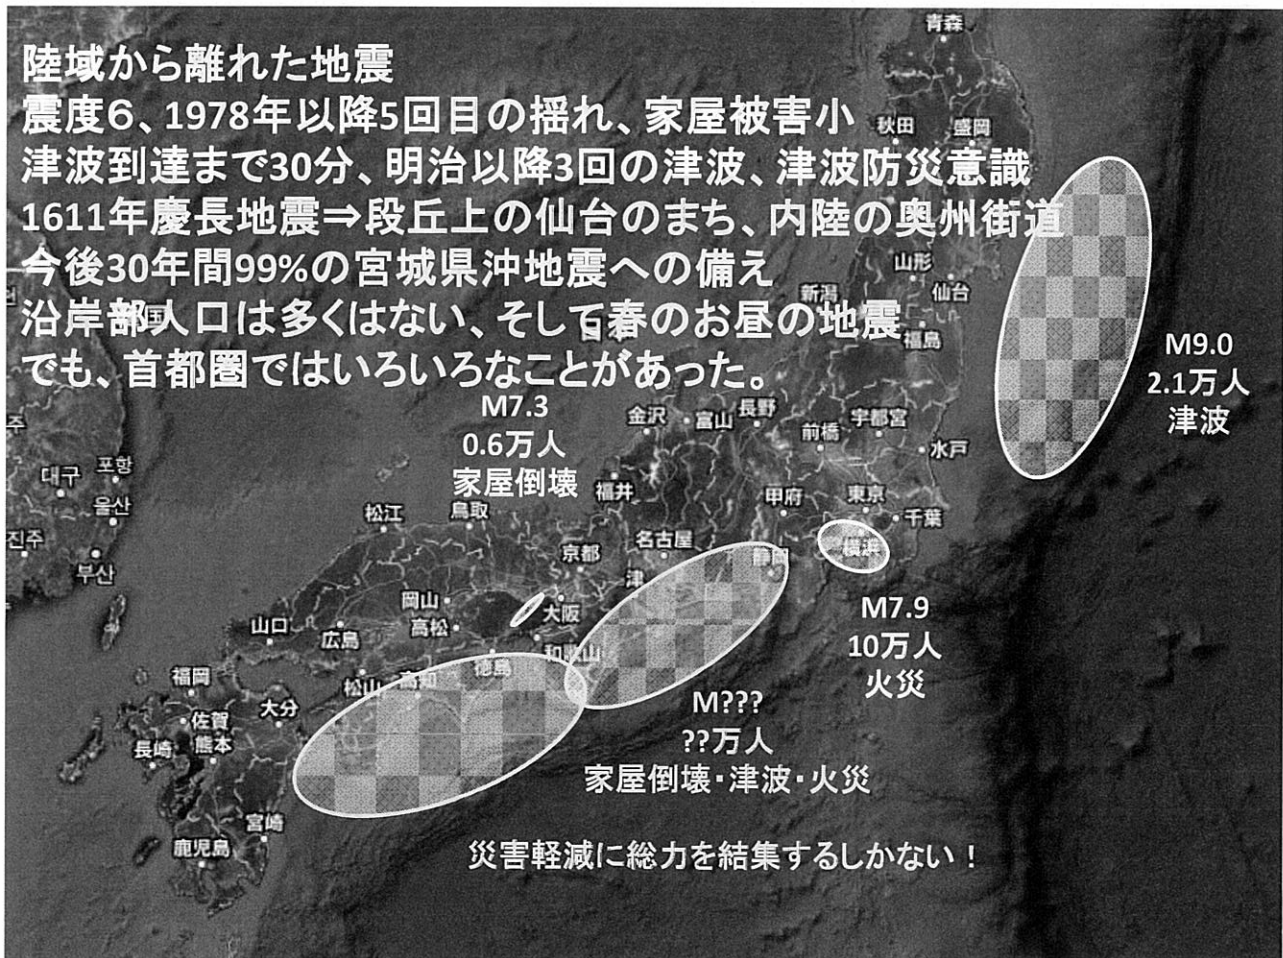 陸域から離れた地震
震度6、1978年以降5回目の揺れ、家屋被害小
津波到達まで30分、明治以降3回の津波、津波防災意識
1611年慶長地震⇒段丘上の仙台のまち、内陸の奥州街道
今後30年間99%の宮城県沖地震への備え
沿岸部人口は多くはない、そして春のお昼の地震
でも、首都圏ではいろいろなことがあった。
青森
秋田
盛岡
山形
仙台
新潟
福島
M9.0
2.1万人
津波
M7.3
0.6万人
家屋倒壊
金沢
富山
長野
宇都宮
前橋
水戸
福井
甲府
東京
千葉
横浜
대구
포항
울산
진주
부산
松江
鳥取
京都
名古屋
静岡
津
岡山
大阪
高松
和歌山
山口
広島
徳島
松山
高知
福岡
佐賀
大分
長崎
熊本
宮崎
鹿児島
M7.9
10万人
火災
M???
??万人
家屋倒壊・津波・火災
災害軽減に総力を結集するしかない！